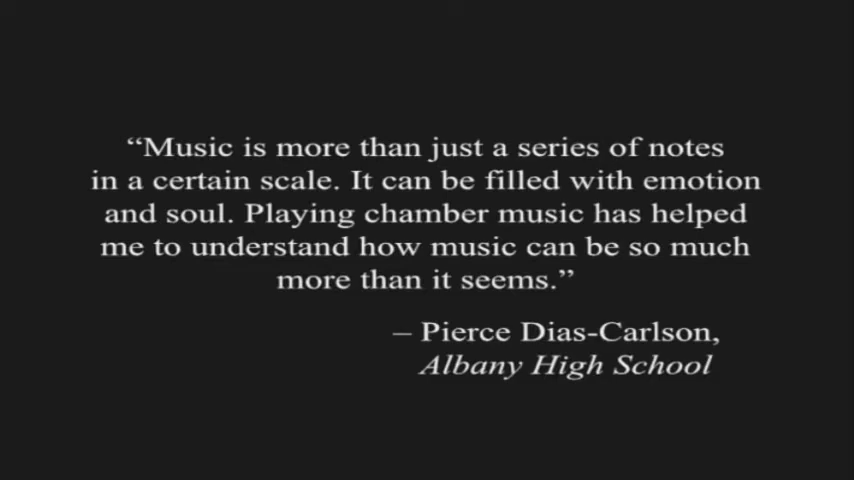 “Music is more than just a series of notes
in a certain scale. It can be filled with emotion
and soul. Playing chamber music has helped
me to understand how music can be so much
more than it seems.”
– Pierce Dias-Carlson,
Albany High School